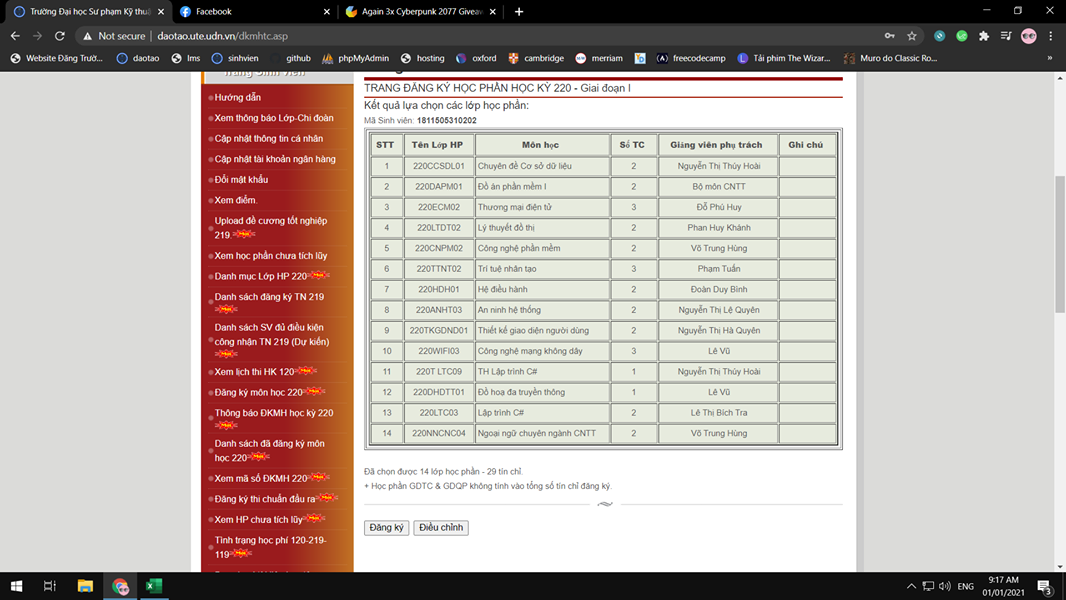 Trường Đại học Sư phạm Kỹ thuậ
Facebook
Again 3x Cyberpunk 2077 Giveaw
Not secure | daotao.ute.udn.vn/dkmhtc.asp
Website Đăng Trướ... daotao lms sinhvien github phpMyAdmin hosting oxford cambridge merriam freecodecamp Tải phim The Wizar... Muro do Classic Ro... »
Trang Sinh viên
Hướng dẫn
Xem thông báo Lớp-Chi đoàn
Cập nhật thông tin cá nhân
Cập nhật tài khoản ngân hàng
Đổi mật khẩu
Xem điểm.
Upload đề cương tốt nghiệp
219.
Xem học phần chưa tích lũy
Danh mục Lớp HP 220
Danh sách đăng ký TN 219
Danh sách SV đủ điều kiện
công nhận TN 219 (Dự kiến)
Xem lịch thi HK 120
Đăng ký môn học 220
Thông báo ĐKMH học kỳ 220
Danh sách đã đăng ký môn
học 220
Xem mã số ĐKMH 220
Đăng ký thi chuẩn đầu ra
Xem HP chưa tích lũy
Tình trạng học phí 120-219-
119
TRANG ĐĂNG KÝ HỌC PHẦN HỌC KỲ 220 - Giai đoạn I
Kết quả lựa chọn các lớp học phần:
Mã Sinh viên: 1811505310202
STT Tên Lớp HP Môn học Số TC Giảng viên phụ trách Ghi chú
1 220CCSDL01 Chuyên đề Cơ sở dữ liệu 2 Nguyễn Thị Thúy Hoài
2 220DAPM01 Đồ án phần mềm I 2 Bộ môn CNTT
3 220ECM02 Thương mại điện tử 3 Đỗ Phú Huy
4 220LTDT02 Lý thuyết đồ thị 2 Phan Huy Khánh
5 220CNPM02 Công nghệ phần mềm 2 Võ Trung Hùng
6 220TTNT02 Trí tuệ nhân tạo 3 Phạm Tuấn
7 220HDH01 Hệ điều hành 2 Đoàn Duy Bình
8 220ANHT03 An ninh hệ thống 2 Nguyễn Thị Lệ Quyên
9 220TKGDND01 Thiết kế giao diện người dùng 2 Nguyễn Thị Hà Quyên
10 220WIFI03 Công nghệ mạng không dây 3 Lê Vũ
11 220T LTC09 TH Lập trình C# 1 Nguyễn Thị Thúy Hoài
12 220DHDTT01 Đồ hoạ đa truyền thông 1 Lê Vũ
13 220LTC03 Lập trình C# 2 Lê Thị Bích Trà
14 220NNCNC04 Ngoại ngữ chuyên ngành CNTT 2 Võ Trung Hùng
Đã chọn được 14 lớp học phần - 29 tín chỉ.
+ Học phần GDTC & GDQP không tính vào tổng số tín chỉ đăng ký.
Đăng ký Điều chỉnh
ENG
9:17 AM
01/01/2021
3